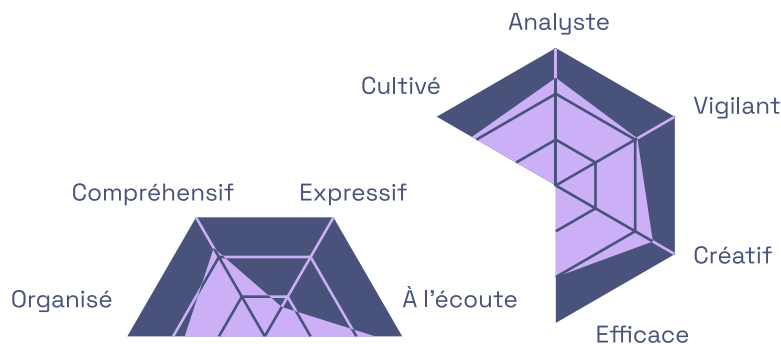 Analyste
Cultivé
Vigilant
Compréhensif
Expressif
Créatif
Organisé
À l'écoute
Efficace